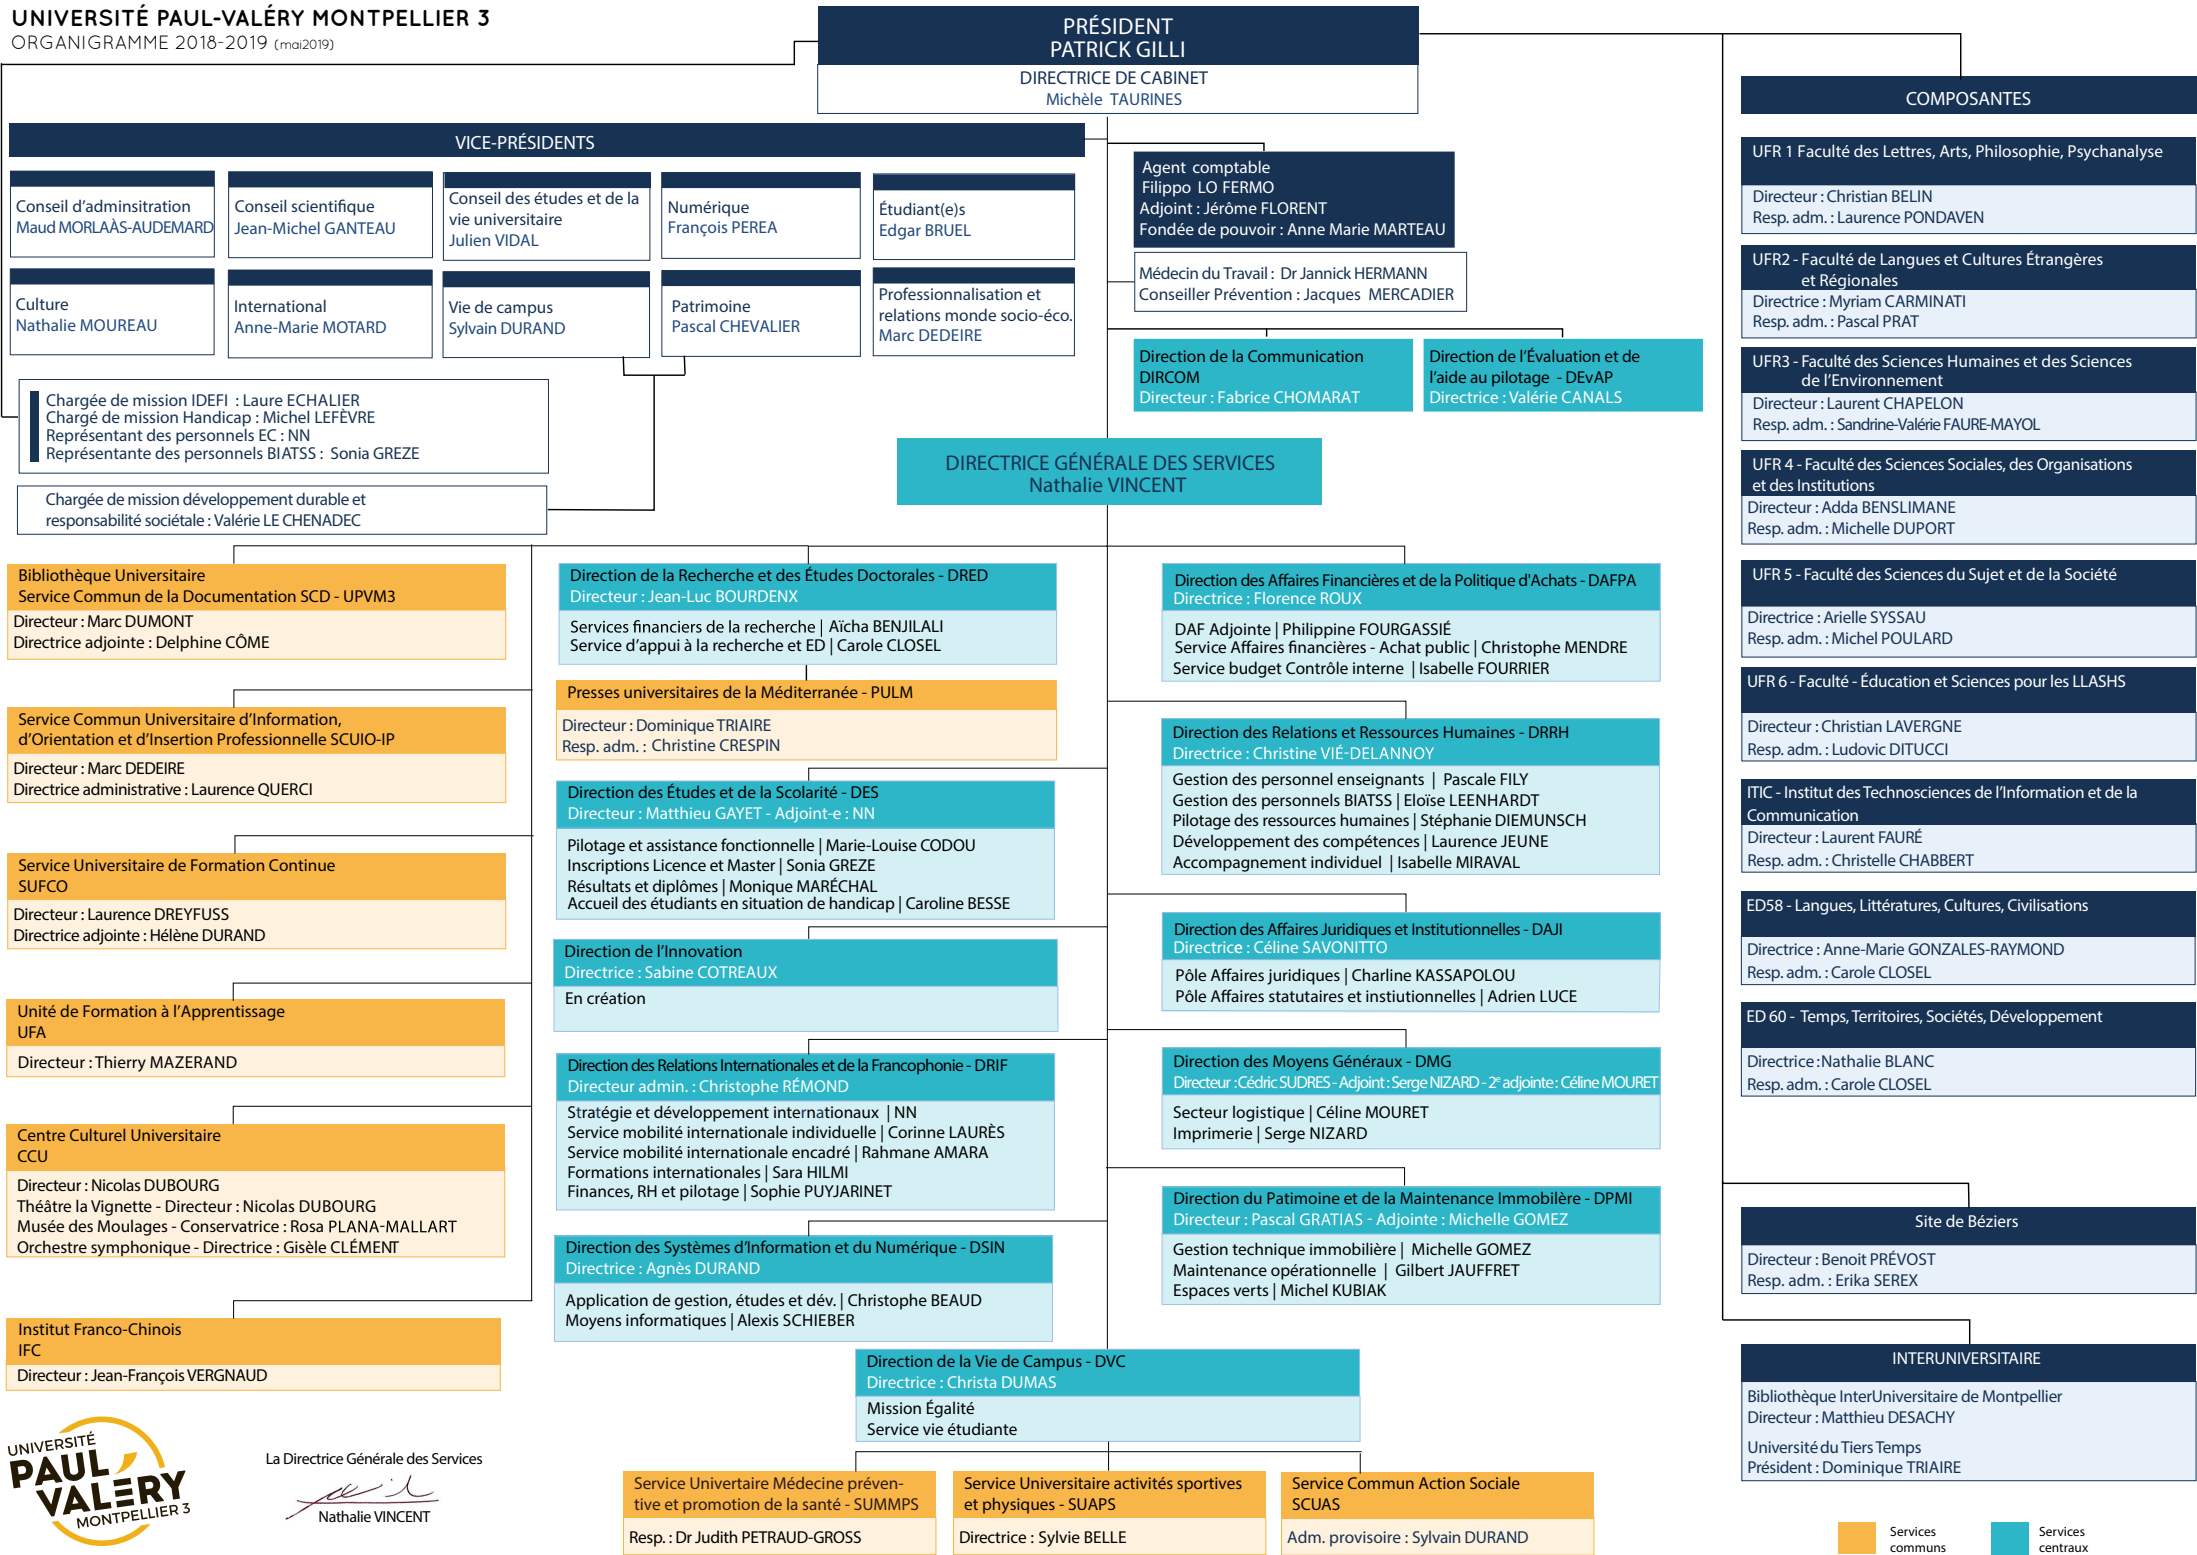 UNIVERSITÉ PAUL-VALÉRY MONTPELLIER 3
ORGANIGRAMME 2018-2019 (mai2019)
PRÉSIDENT
PATRICK GILLI
DIRECTRICE DE CABINET
Michèle TAURINES
VICE-PRÉSIDENTS
Conseil d'adminsitration
Maud MORLAÀS-AUDEMARD
Conseil scientifique
Jean-Michel GANTEAU
Conseil des études et de la
vie universitaire
Julien VIDAL
Numérique
François PEREA
Étudiant(e)s
Edgar BRUEL
Culture
Nathalie MOUREAU
International
Anne-Marie MOTARD
Vie de campus
Sylvain DURAND
Patrimoine
Pascal CHEVALIER
Professionnalisation et
relations monde socio-éco.
Marc DEDEIRE
Chargée de mission IDEFI : Laure ECHALIER
Chargé de mission Handicap : Michel LEFÈVRE
Représentant des personnels EC : NN
Représentante des personnels BIATSS : Sonia GREZE
Chargée de mission développement durable et
responsabilité sociétale : Valérie LE CHENADEC
Agent comptable
Filippo LO FERMO
Adjoint : Jérôme FLORENT
Fondée de pouvoir : Anne Marie MARTEAU
Médecin du Travail : Dr Jannick HERMANN
Conseiller Prévention : Jacques MERCADIER
Direction de la Communication
DIRCOM
Directeur : Fabrice CHOMARAT
Direction de l'Évaluation et de
l'aide au pilotage - DEvAP
Directrice : Valérie CANALS
DIRECTRICE GÉNÉRALE DES SERVICES
Nathalie VINCENT
Bibliothèque Universitaire
Service Commun de la Documentation SCD - UPVM3
Directeur : Marc DUMONT
Directrice adjointe : Delphine CÔME
Service Commun Universitaire d'Information,
d'Orientation et d'Insertion Professionnelle SCUIO-IP
Directeur : Marc DEDEIRE
Directrice administrative : Laurence QUERCI
Service Universitaire de Formation Continue
SUFCO
Directeur : Laurence DREYFUSS
Directrice adjointe : Hélène DURAND
Unité de Formation à l'Apprentissage
UFA
Directeur : Thierry MAZERAND
Centre Culturel Universitaire
CCU
Directeur : Nicolas DUBOURG
Théâtre la Vignette - Directeur : Nicolas DUBOURG
Musée des Moulages - Conservatrice : Rosa PLANA-MALLART
Orchestre symphonique - Directrice : Gisèle CLÉMENT
Institut Franco-Chinois
IFC
Directeur : Jean-François VERGNAUD
Direction de la Recherche et des Études Doctorales - DRED
Directeur : Jean-Luc BOURDENX
Services financiers de la recherche | Aïcha BENJILALI
Service d'appui à la recherche et ED | Carole CLOSEL
Presses universitaires de la Méditerranée - PULM
Directeur : Dominique TRIAIRE
Resp. adm. : Christine CRESPIN
Direction des Études et de la Scolarité - DES
Directeur : Matthieu GAYET - Adjoint-e : NN
Pilotage et assistance fonctionnelle | Marie-Louise CODOU
Inscriptions Licence et Master | Sonia GREZE
Résultats et diplômes | Monique MARÉCHAL
Accueil des étudiants en situation de handicap | Caroline BESSE
Direction de l'Innovation
Directrice : Sabine COTREAUX
En création
Direction des Relations Internationales et de la Francophonie - DRIF
Directeur admin. : Christophe RÉMOND
Stratégie et développement internationaux | NN
Service mobilité internationale individuelle | Corinne LAURÈS
Service mobilité internationale encadré | Rahmane AMARA
Formations internationales | Sara HILMI
Finances, RH et pilotage | Sophie PUYJARINET
Direction des Systèmes d'Information et du Numérique - DSIN
Directrice : Agnès DURAND
Application de gestion, études et dév. | Christophe BEAUD
Moyens informatiques | Alexis SCHIEBER
Direction des Affaires Financières et de la Politique d'Achats - DAFPA
Directrice : Florence ROUX
DAF Adjointe | Philippine FOURGASSIÉ
Service Affaires financières - Achat public | Christophe MENDRE
Service budget Contrôle interne | Isabelle FOURRIER
Direction des Relations et Ressources Humaines - DRRH
Directrice : Christine VIÉ-DELANNOY
Gestion des personnel enseignants | Pascale FILY
Gestion des personnels BIATSS | Eloïse LEENHARDT
Pilotage des ressources humaines | Stéphanie DIEMUNSCH
Développement des compétences | Laurence JEUNE
Accompagnement individuel | Isabelle MIRAVAL
Direction des Affaires Juridiques et Institutionnelles - DAJI
Directrice : Céline SAVONITTO
Pôle Affaires juridiques | Charline KASSAPOLOU
Pôle Affaires statutaires et instiutionnelles | Adrien LUCE
Direction des Moyens Généraux - DMG
Directeur :Cédric SUDRES - Adjoint : Serge NIZARD - 2e adjointe : Céline MOURET
Secteur logistique | Céline MOURET
Imprimerie | Serge NIZARD
Direction du Patimoine et de la Maintenance Immobilère - DPMI
Directeur : Pascal GRATIAS - Adjointe : Michelle GOMEZ
Gestion technique immobilière | Michelle GOMEZ
Maintenance opérationnelle | Gilbert JAUFFRET
Espaces verts | Michel KUBIAK
Direction de la Vie de Campus - DVC
Directrice : Christa DUMAS
Mission Égalité
Service vie étudiante
Service Univertaire Médecine préven-
tive et promotion de la santé - SUMMPS
Resp. : Dr Judith PETRAUD-GROSS
Service Universitaire activités sportives
et physiques - SUAPS
Directrice : Sylvie BELLE
Service Commun Action Sociale
SCUAS
Adm. provisoire : Sylvain DURAND
COMPOSANTES
UFR 1 Faculté des Lettres, Arts, Philosophie, Psychanalyse
Directeur : Christian BELIN
Resp. adm. : Laurence PONDAVEN
UFR2 - Faculté de Langues et Cultures Étrangères
et Régionales
Directrice : Myriam CARMINATI
Resp. adm. : Pascal PRAT
UFR3 - Faculté des Sciences Humaines et des Sciences
de l'Environnement
Directeur : Laurent CHAPELON
Resp. adm. : Sandrine-Valérie FAURE-MAYOL
UFR 4 - Faculté des Sciences Sociales, des Organisations
et des Institutions
Directeur : Adda BENSLIMANE
Resp. adm. : Michelle DUPORT
UFR 5 - Faculté des Sciences du Sujet et de la Société
Directrice : Arielle SYSSAU
Resp. adm. : Michel POULARD
UFR 6 - Faculté - Éducation et Sciences pour les LLASHS
Directeur : Christian LAVERGNE
Resp. adm. : Ludovic DITUCCI
ITIC - Institut des Technosciences de l'Information et de la
Communication
Directeur : Laurent FAURÉ
Resp. adm. : Christelle CHABBERT
ED58 - Langues, Littératures, Cultures, Civilisations
Directrice : Anne-Marie GONZALES-RAYMOND
Resp. adm. : Carole CLOSEL
ED 60 - Temps, Territoires, Sociétés, Développement
Directrice :Nathalie BLANC
Resp. adm. : Carole CLOSEL
Site de Béziers
Directeur : Benoit PRÉVOST
Resp. adm. : Erika SEREX
INTERUNIVERSITAIRE
Bibliothèque InterUniversitaire de Montpellier
Directeur : Matthieu DESACHY
Université du Tiers Temps
Président : Dominique TRIAIRE
UNIVERSITÉ
PAUL
VALÉRY
MONTPELLIER 3
La Directrice Générale des Services
Nathalie VINCENT
Services
communs
Services
centraux